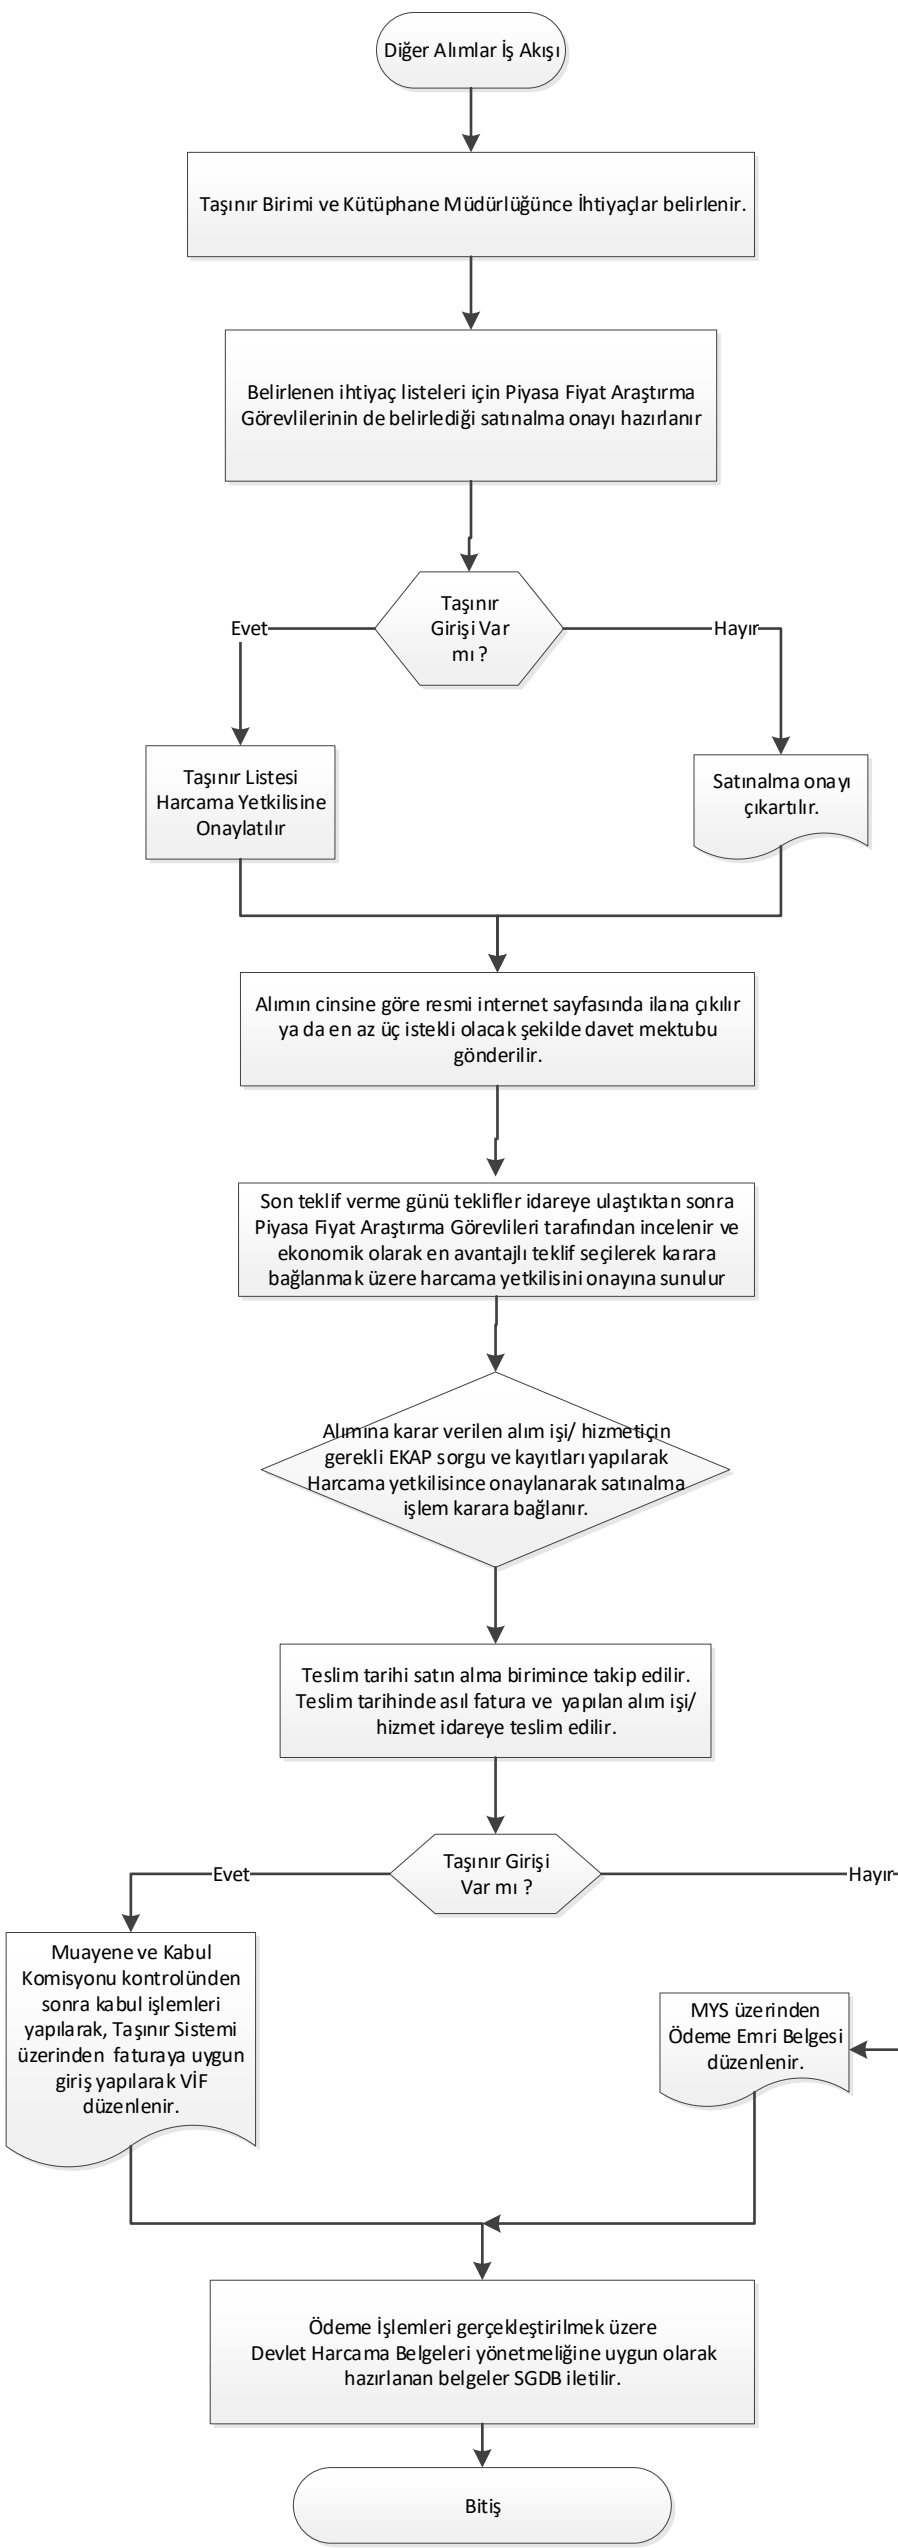 Diğer Alımlar İş Akışı
Taşınır Birimi ve Kütüphane Müdürlüğünce İhtiyaçlar belirlenir.
Belirlenen ihtiyaç listeleri için Piyasa Fiyat Araştırma
Görevlilerinin de belirlediği satınalma onayı hazırlanır
Taşınır
Girişi Var
mı ?
Evet
Hayır
Taşınır Listesi
Harcama Yetkilisine
Onaylatılır
Satınalma onayı
çıkartılır.
Alımın cinsine göre resmi internet sayfasında ilana çıkılır
ya da en az üç istekli olacak şekilde davet mektubu
gönderilir.
Son teklif verme günü teklifler idareye ulaştıktan sonra
Piyasa Fiyat Araştırma Görevlileri tarafından incelenir ve
ekonomik olarak en avantajlı teklif seçilerek karara
bağlanmak üzere harcama yetkilisini onayına sunulur
Alımına karar verilen alım işi/ hizmetiçin
gerekli EKAP sorgu ve kayıtları yapılarak
Harcama yetkilisince onaylanarak satınalma
işlem karara bağlanır.
Teslim tarihi satın alma birimince takip edilir.
Teslim tarihinde asıl fatura ve yapılan alım işi/
hizmet idareye teslim edilir.
Taşınır Girişi
Var mı ?
Evet
Hayır
Muayene ve Kabul
Komisyonu kontrolünden
sonra kabul işlemleri
yapılarak, Taşınır Sistemi
üzerinden faturaya uygun
giriş yapılarak VİF
düzenlenir.
MYS üzerinden
Ödeme Emri Belgesi
düzenlenir.
Ödeme İşlemleri gerçekleştirilmek üzere
Devlet Harcama Belgeleri yönetmeliğine uygun olarak
hazırlanan belgeler SGDB iletilir.
Bitiş